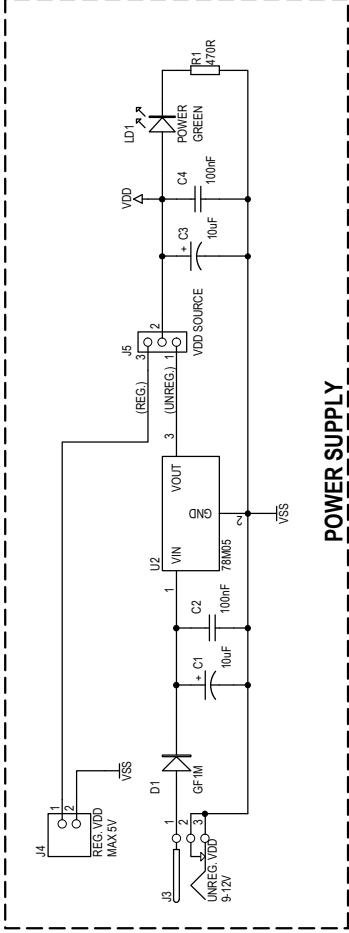 J4
1
2
REG. VDD
MAX 5V
VSS
J3
1
2
3
UNREG. VDD
9-12V
D1
GF1M
C1
+
10uF
C2
100nF
U2
1
VIN
VOUT
3
GND
2
78M05
VSS
(REG.)
(UNREG.)
J5
3
2
1
VDD SOURCE
VDD
+
C3
10uF
C4
100nF
LD1
POWER
GREEN
R1
470R
POWER SUPPLY